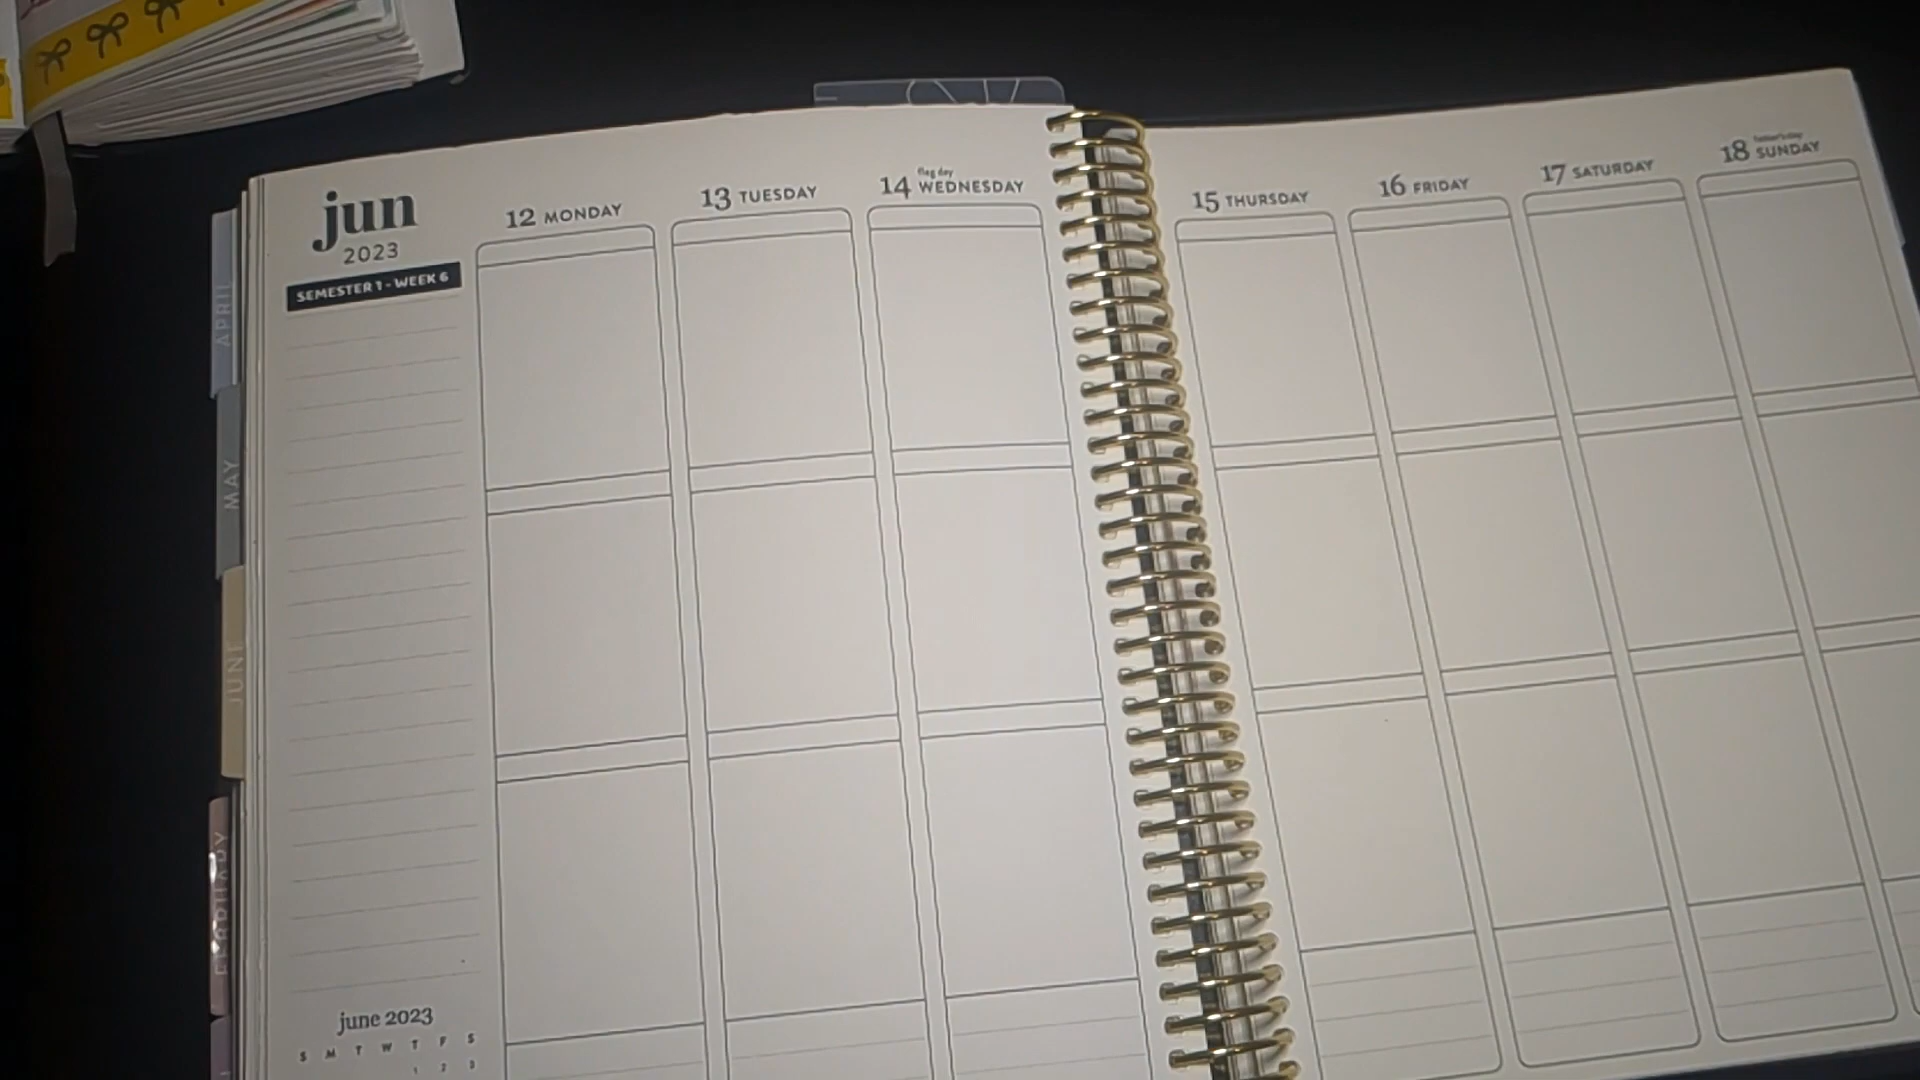 jun
2023
SEMESTER 1 - WEEK 6
12 MONDAY
13 TUESDAY
flag day
14 WEDNESDAY
15 THURSDAY
16 FRIDAY
17 SATURDAY
father's day
18 SUNDAY
APRIL
MAY
JUNE
FEBRUARY
june 2023
S M T W T F S
1 2 3